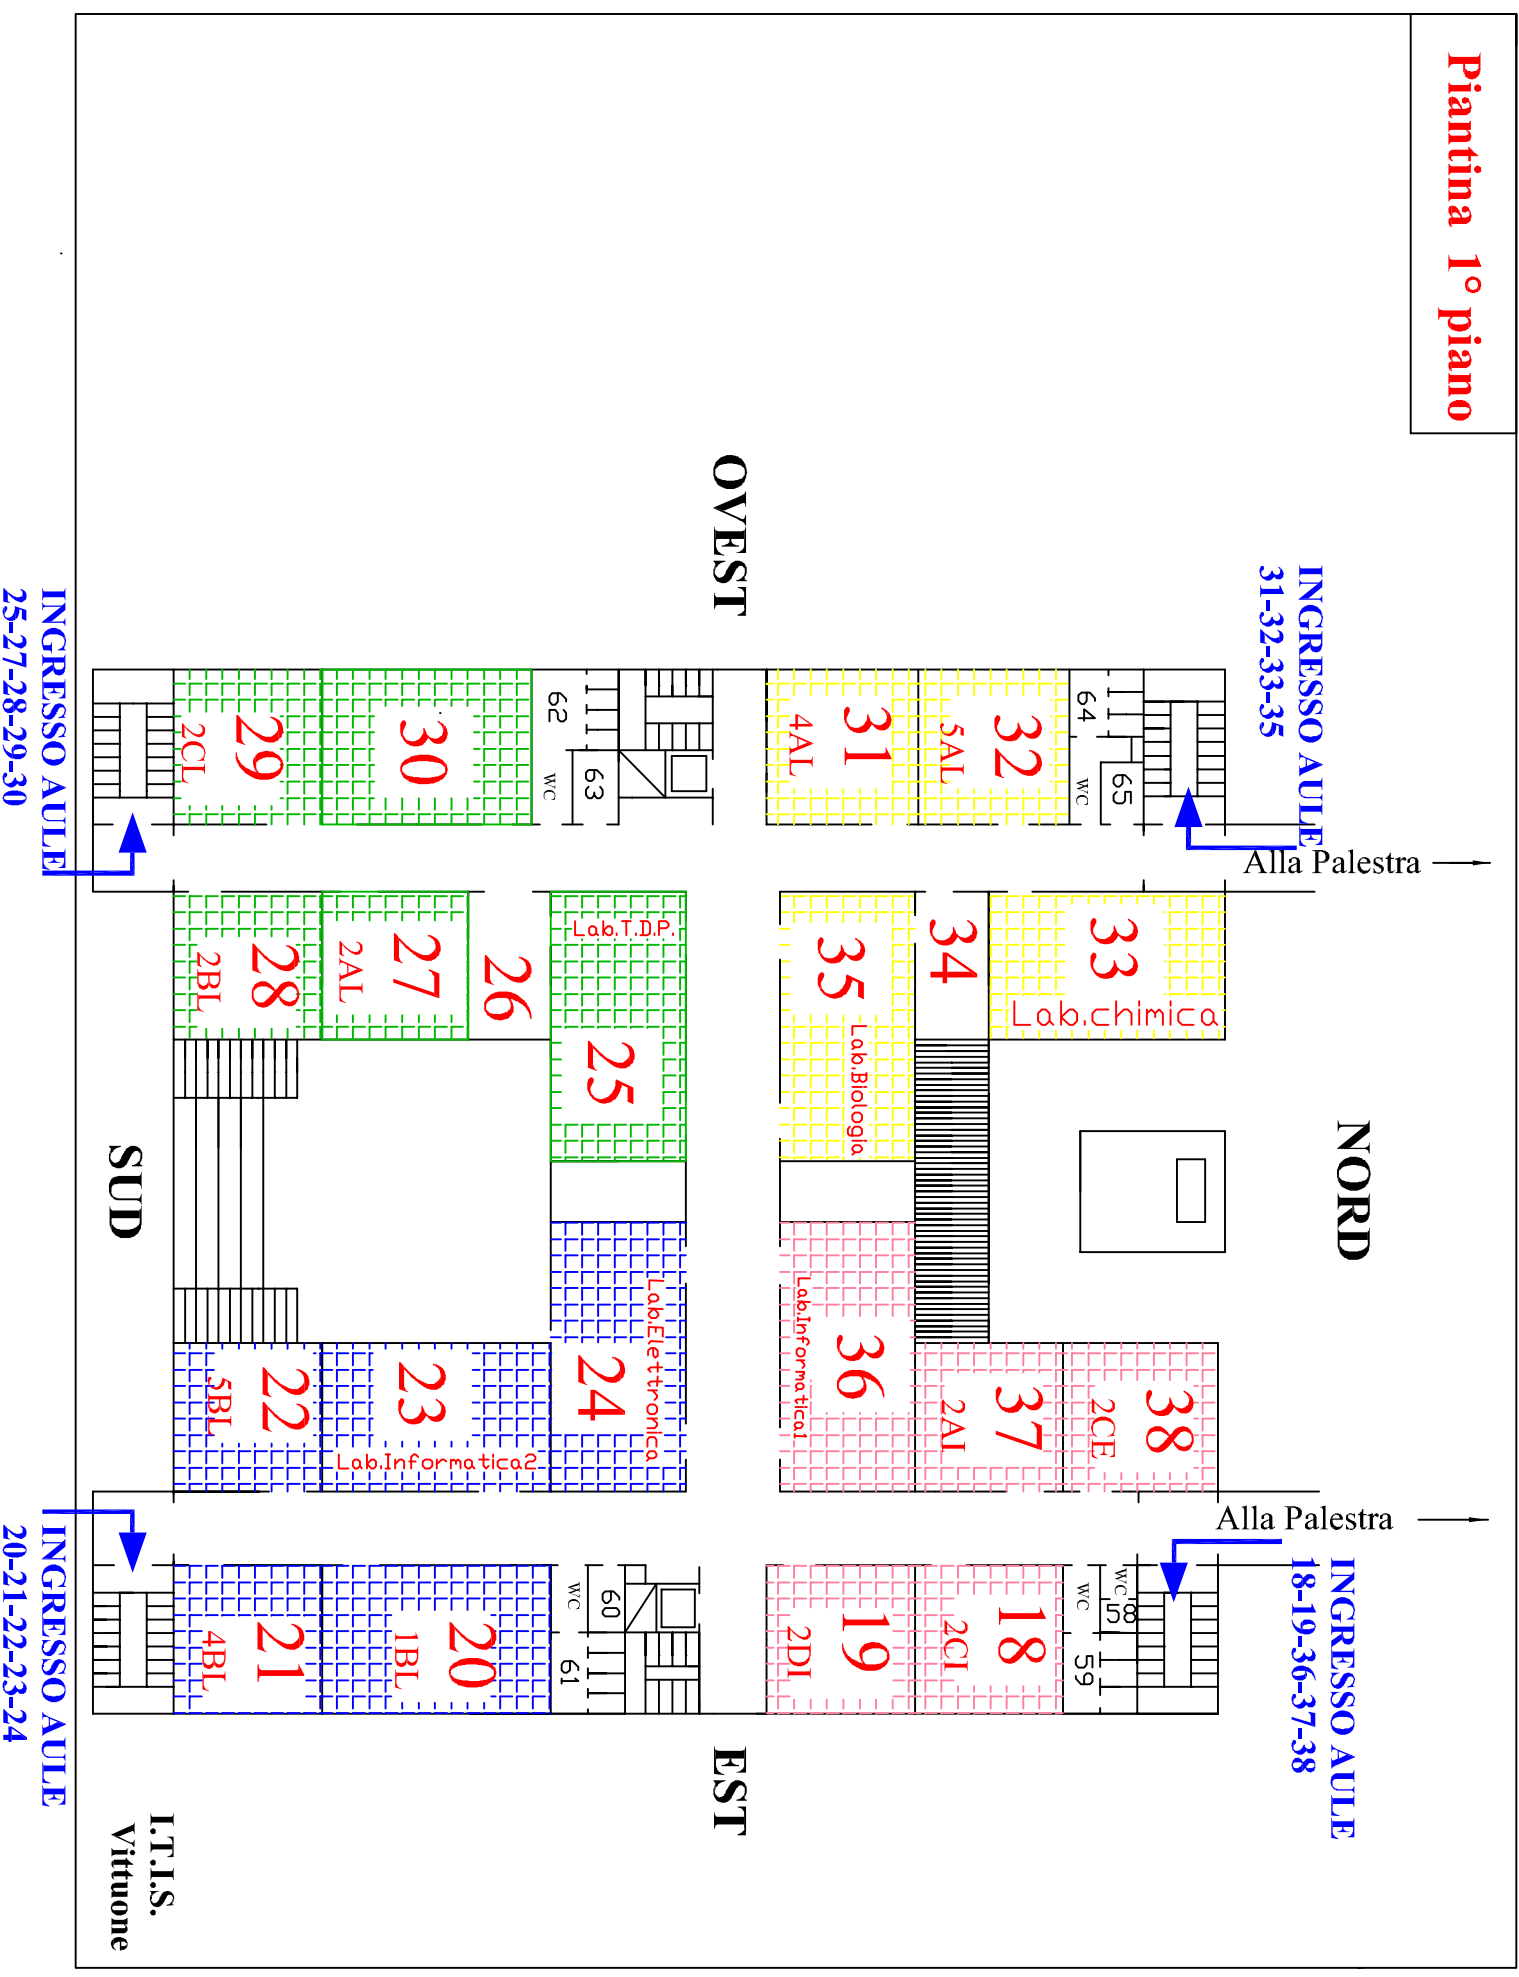 Piantina 1° piano
INGRESSO AULE
31-32-33-35
Alla Palestra
NORD
Alla Palestra
INGRESSO AULE
18-19-36-37-38
OVEST
64
65
WC
32
5AL
31
4AL
33
Lab.chimica
34
35
Lab.Biologia
36
Lab.Informatica1
37
2AI
38
2CE
WC
58
WC
59
18
2CI
19
2DI
62
63
WC
30
29
2CL
Lab.T.D.P.
25
26
27
2AL
28
2BL
Lab.Elettronica
24
23
Lab.Informatica2
22
5BL
60
WC
61
20
1BL
21
4BL
SUD
EST
INGRESSO AULE
25-27-28-29-30
INGRESSO AULE
20-21-22-23-24
I.T.I.S.
Vittuone